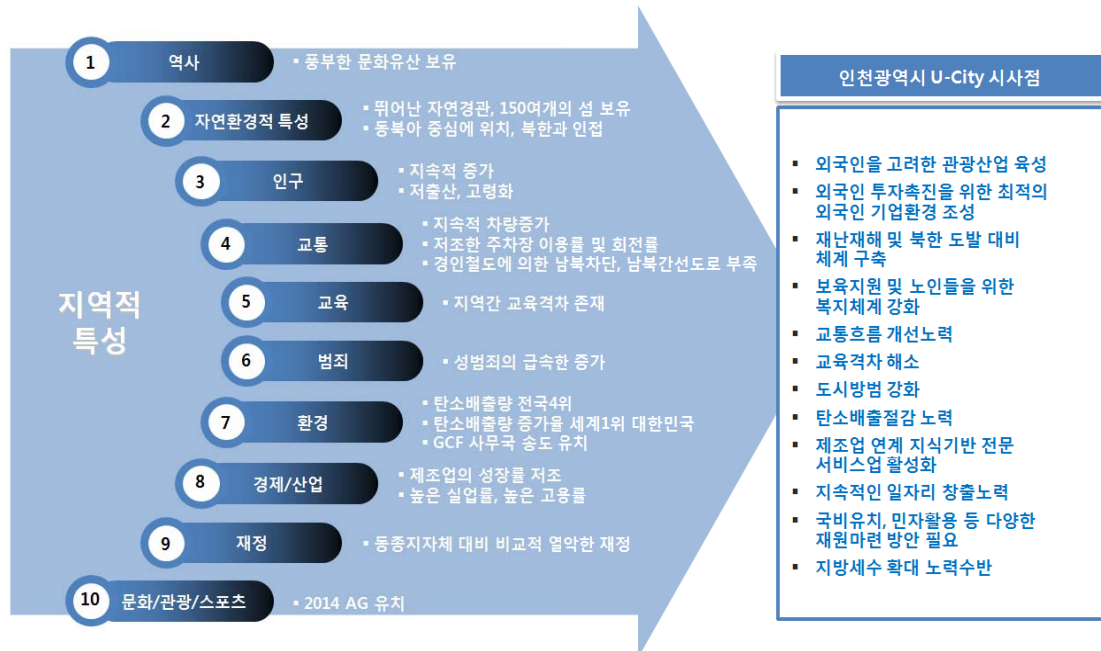 지역적
특성
1 역사
▪ 풍부한 문화유산 보유
2 자연환경적 특성
▪ 뛰어난 자연경관, 150여개의 섬 보유
▪ 동북아 중심에 위치, 북한과 인접
3 인구
▪ 지속적 증가
▪ 저출산, 고령화
4 교통
▪ 지속적 차량증가
▪ 저조한 주차장 이용률 및 회전률
▪ 경인철도에 의한 남북차단, 남북간선도로 부족
5 교육
▪ 지역간 교육격차 존재
6 범죄
▪ 성범죄의 급속한 증가
7 환경
▪ 탄소배출량 전국4위
▪ 탄소배출량 증가율 세계1위 대한민국
▪ GCF 사무국 송도 유치
8 경제/산업
▪ 제조업의 성장률 저조
▪ 높은 실업률, 높은 고용률
9 재정
▪ 동종지자체 대비 비교적 열악한 재정
10 문화/관광/스포츠
▪ 2014 AG 유치
인천광역시 U-City 시사점
▪ 외국인을 고려한 관광산업 육성
▪ 외국인 투자촉진을 위한 최적의
외국인 기업환경 조성
▪ 재난재해 및 북한 도발 대비
체계 구축
▪ 보육지원 및 노인들을 위한
복지체계 강화
▪ 교통흐름 개선노력
▪ 교육격차 해소
▪ 도시방범 강화
▪ 탄소배출절감 노력
▪ 제조업 연계 지식기반 전문
서비스업 활성화
▪ 지속적인 일자리 창출노력
▪ 국비유치, 민자활용 등 다양한
재원마련 방안 필요
▪ 지방세수 확대 노력수반